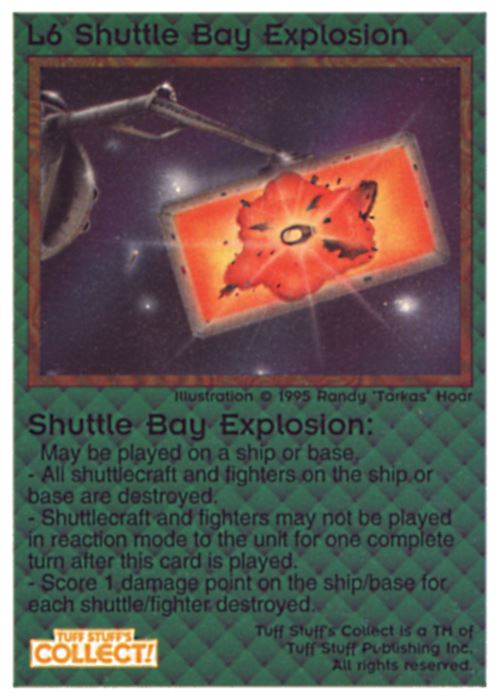 L6 Shuttle Bay Explosion
Illustration © 1995 Randy 'Tarkas' Hoar
Shuttle Bay Explosion:
May be played on a ship or base.
- All shuttlecraft and fighters on the ship or
base are destroyed.
- Shuttlecraft and fighters may not be played
in reaction mode to the unit for one complete
turn after this card is played.
- Score 1 damage point on the ship/base for
each shuttle/fighter destroyed.
TUFF STUFF'S
COLLECT!
Tuff Stuff's Collect is a TM of
Tuff Stuff Publishing Inc.
All rights reserved.